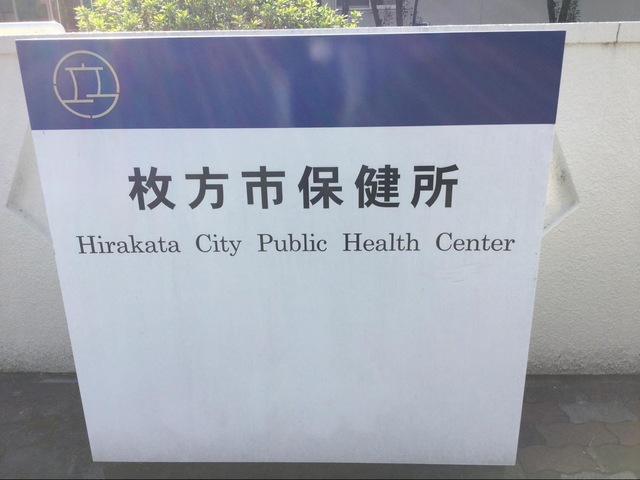 枚方市保健所
Hirakata City Public Health Center